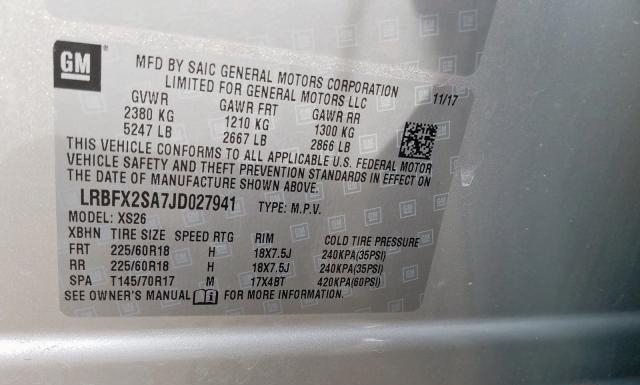 GM
MFD BY SAIC GENERAL MOTORS CORPORATION
LIMITED FOR GENERAL MOTORS LLC
11/17
GVWR GAWR FRT GAWR RR
2380 KG 1210 KG 1300 KG
5247 LB 2667 LB 2866 LB
THIS VEHICLE CONFORMS TO ALL APPLICABLE U.S. FEDERAL MOTOR
VEHICLE SAFETY AND THEFT PREVENTION STANDARDS IN EFFECT ON
THE DATE OF MANUFACTURE SHOWN ABOVE.
LRBFX2SA7JD027941 TYPE: M.P.V.
MODEL: XS26
XBHN TIRE SIZE SPEED RTG RIM COLD TIRE PRESSURE
FRT 225/60R18 H 18X7.5J 240KPA(35PSI)
RR 225/60R18 H 18X7.5J 240KPA(35PSI)
SPA T145/70R17 M 17X4BT 420KPA(60PSI)
SEE OWNER'S MANUAL FOR MORE INFORMATION.